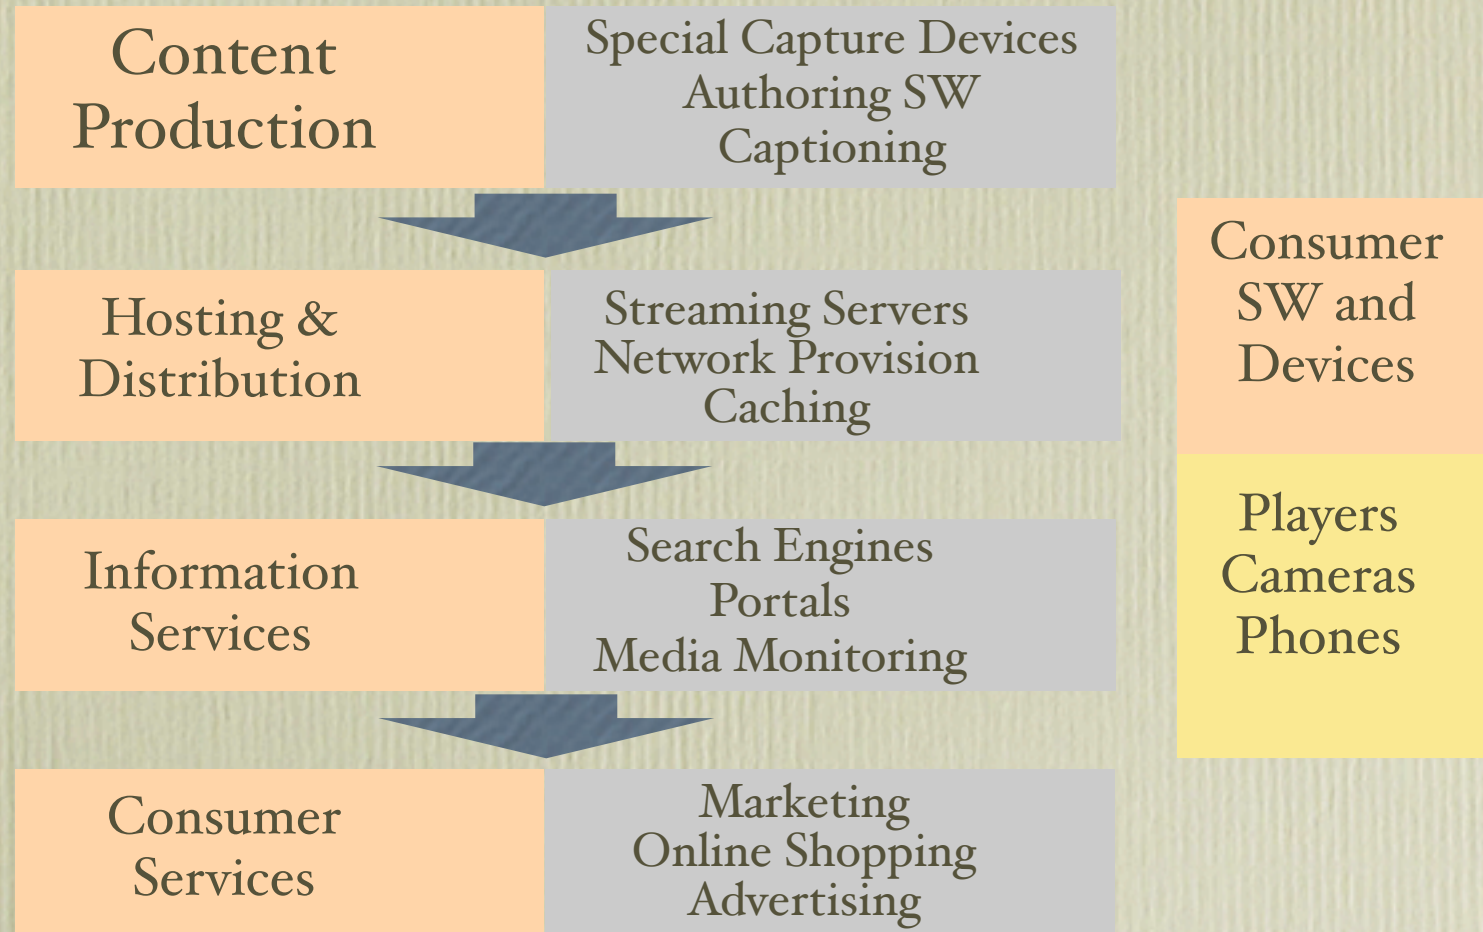 Content
Production
Special Capture Devices
Authoring SW
Captioning
Hosting &
Distribution
Streaming Servers
Network Provision
Caching
Information
Services
Search Engines
Portals
Media Monitoring
Consumer
Services
Marketing
Online Shopping
Advertising
Consumer
SW and
Devices
Players
Cameras
Phones